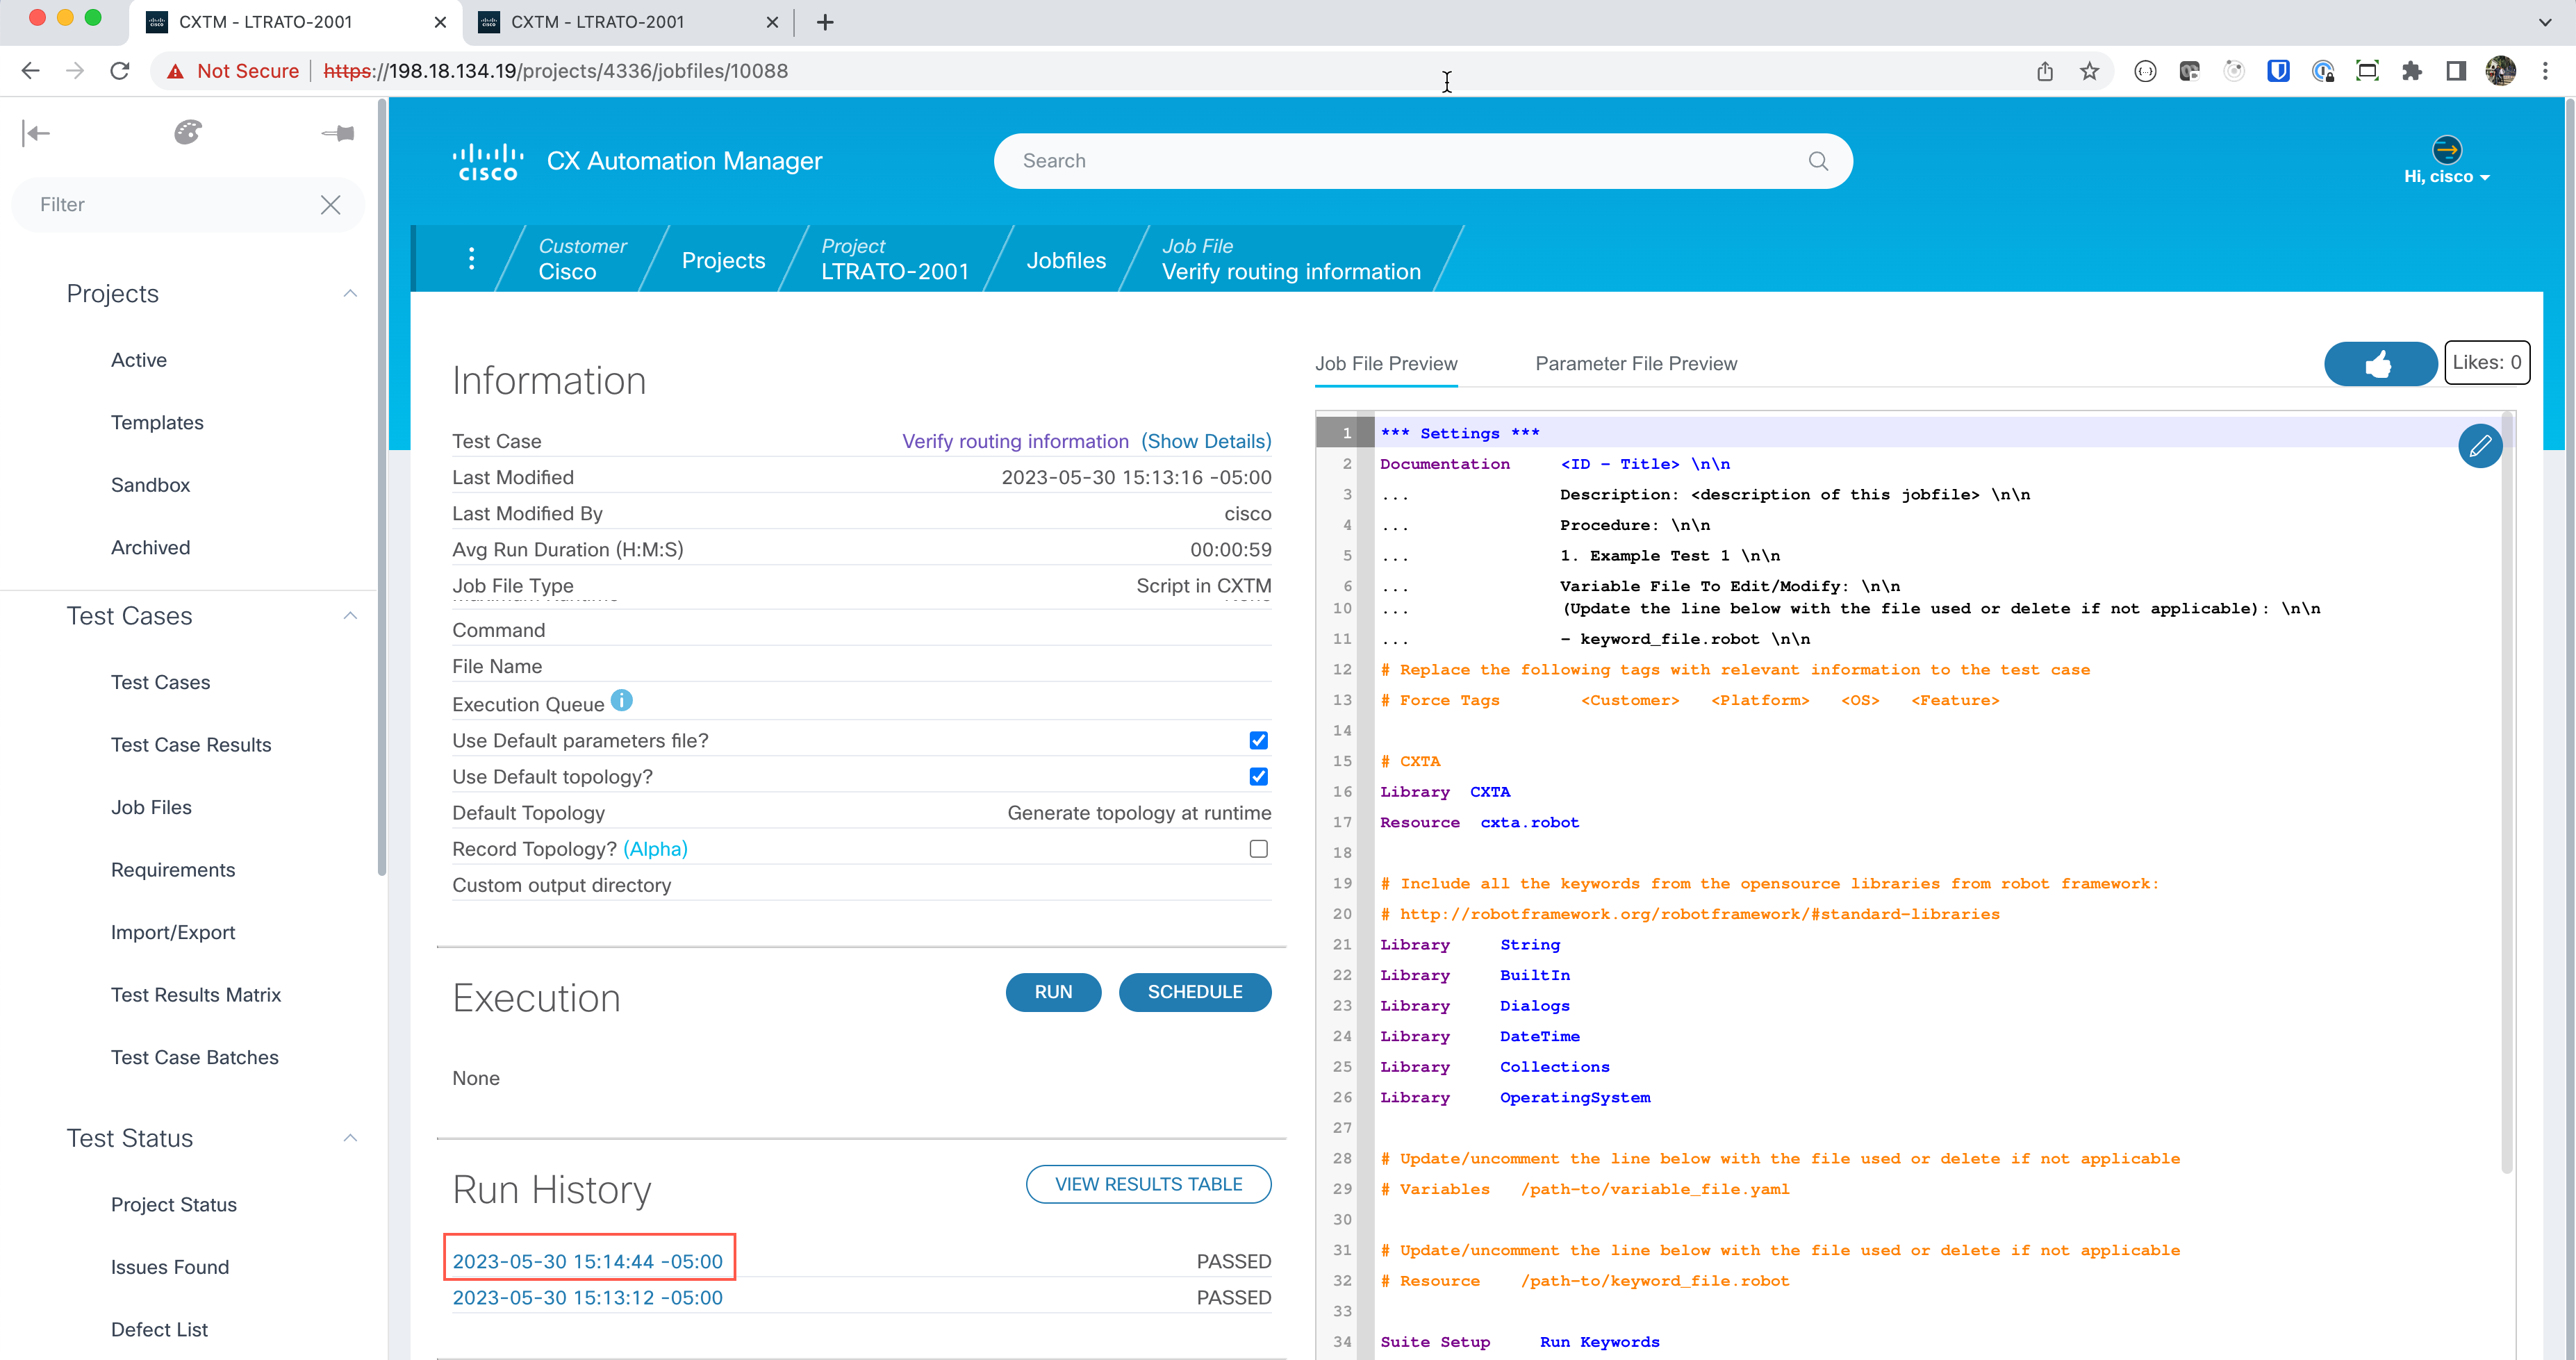 CXTM - LTRATO-2001
CXTM - LTRATO-2001
Not Secure https://198.18.134.19/projects/4336/jobfiles/10088
Filter
Projects
Active
Templates
Sandbox
Archived
Test Cases
Test Cases
Test Case Results
Job Files
Requirements
Import/Export
Test Results Matrix
Test Case Batches
Test Status
Project Status
Issues Found
Defect List
cisco
CX Automation Manager
Search
Hi, cisco
Customer
Cisco
Projects
Project
LTRATO-2001
Jobfiles
Job File
Verify routing information
Information
Test Case Verify routing information (Show Details)
Last Modified 2023-05-30 15:13:16 -05:00
Last Modified By cisco
Avg Run Duration (H:M:S) 00:00:59
Job File Type Script in CXTM
Command
File Name
Execution Queue i
Use Default parameters file?
Use Default topology?
Default Topology Generate topology at runtime
Record Topology? (Alpha)
Custom output directory
Execution
RUN
SCHEDULE
None
Run History
VIEW RESULTS TABLE
2023-05-30 15:14:44 -05:00 PASSED
2023-05-30 15:13:12 -05:00 PASSED
Job File Preview
Parameter File Preview
Likes: 0
1 *** Settings ***
2 Documentation <ID - Title> \n\n
3 ... Description: <description of this jobfile> \n\n
4 ... Procedure: \n\n
5 ... 1. Example Test 1 \n\n
6 ... Variable File To Edit/Modify: \n\n
10 ... (Update the line below with the file used or delete if not applicable): \n\n
11 ... - keyword_file.robot \n\n
12 # Replace the following tags with relevant information to the test case
13 # Force Tags <Customer> <Platform> <OS> <Feature>
14
15 # CXTA
16 Library CXTA
17 Resource cxta.robot
18
19 # Include all the keywords from the opensource libraries from robot framework:
20 # http://robotframework.org/robotframework/#standard-libraries
21 Library String
22 Library BuiltIn
23 Library Dialogs
24 Library DateTime
25 Library Collections
26 Library OperatingSystem
27
28 # Update/uncomment the line below with the file used or delete if not applicable
29 # Variables /path-to/variable_file.yaml
30
31 # Update/uncomment the line below with the file used or delete if not applicable
32 # Resource /path-to/keyword_file.robot
33
34 Suite Setup Run Keywords